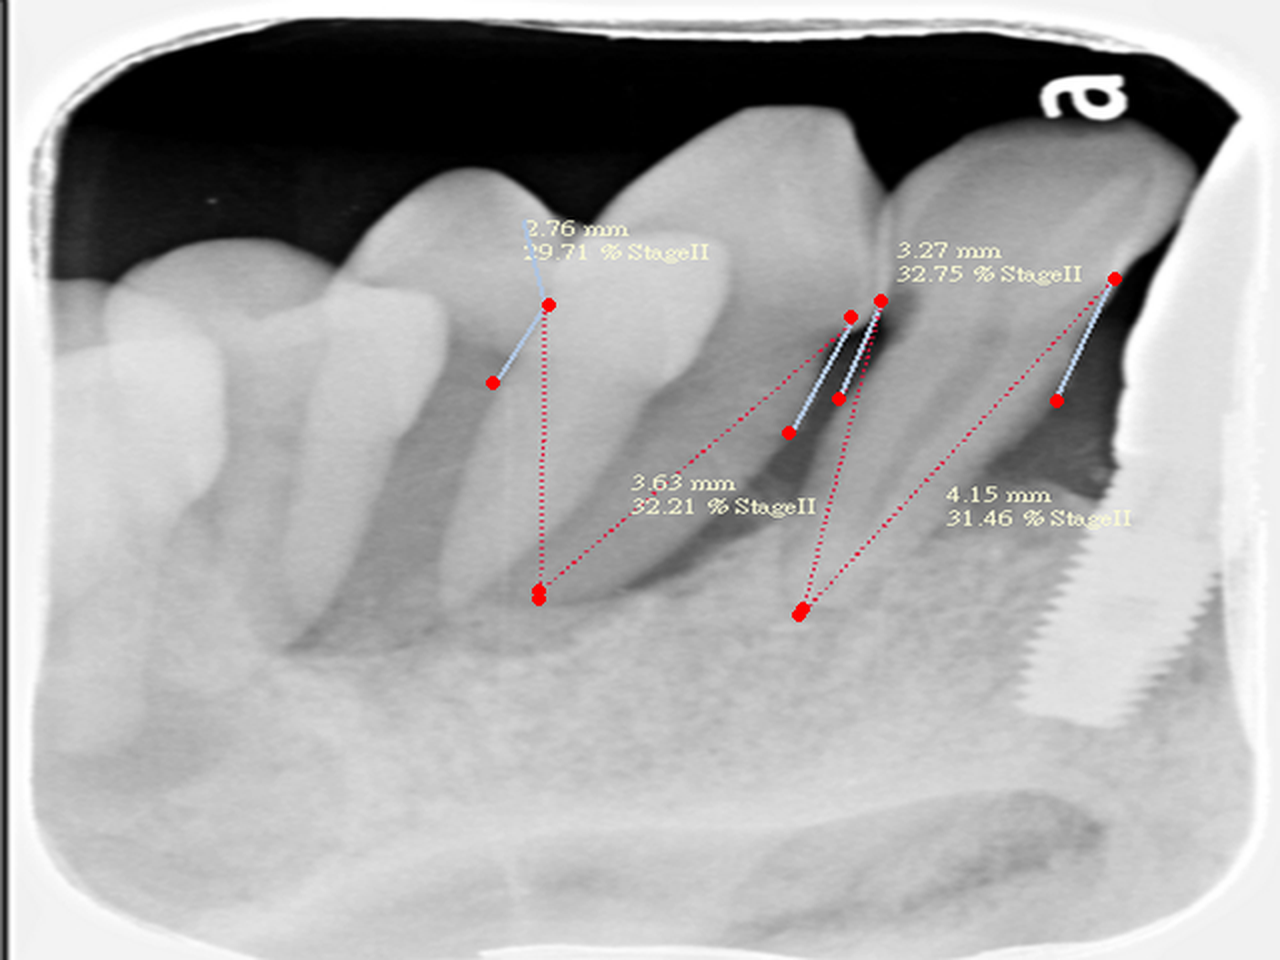 a
2.76 mm
29.71 % StageII
3.27 mm
32.75 % StageII
3.63 mm
32.21 % StageII
4.15 mm
31.46 % StageII